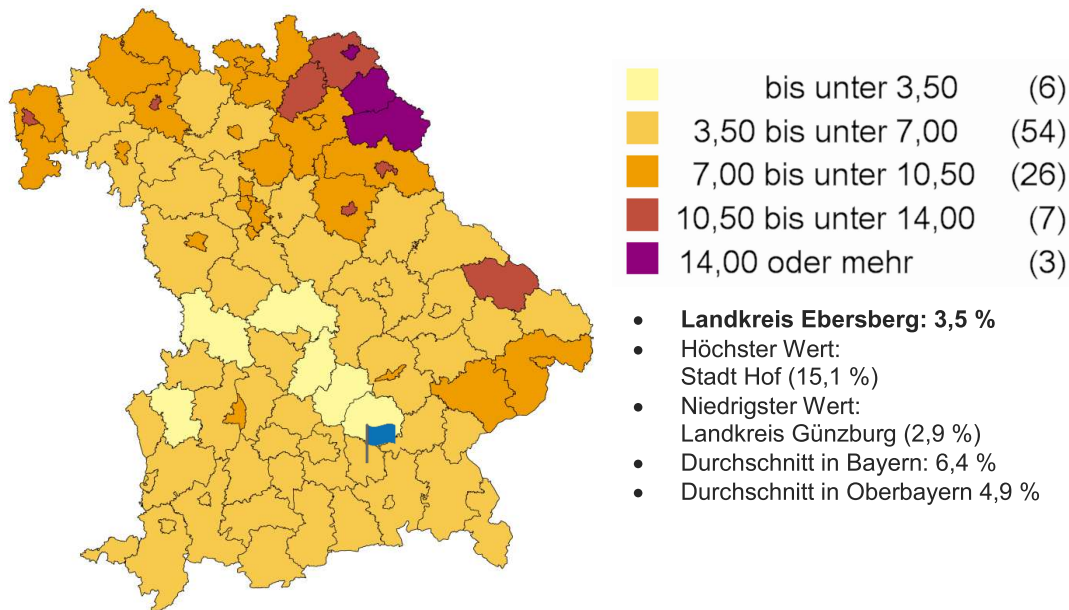 bis unter 3,50 (6)
3,50 bis unter 7,00 (54)
7,00 bis unter 10,50 (26)
10,50 bis unter 14,00 (7)
14,00 oder mehr (3)
• Landkreis Ebersberg: 3,5 %
• Höchster Wert:
Stadt Hof (15,1 %)
• Niedrigster Wert:
Landkreis Günzburg (2,9 %)
• Durchschnitt in Bayern: 6,4 %
• Durchschnitt in Oberbayern 4,9 %